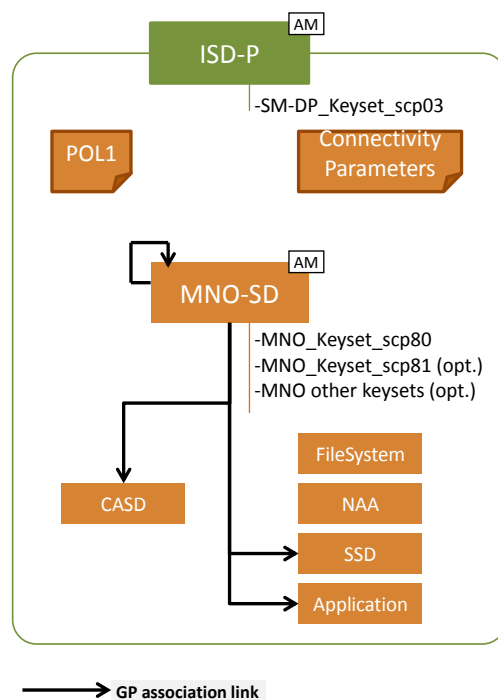 AM
ISD-P
-SM-DP_Keyset_scp03
POL1
Connectivity
Parameters
AM
MNO-SD
-MNO_Keyset_scp80
-MNO_Keyset_scp81 (opt.)
-MNO other keysets (opt.)
FileSystem
CASD
NAA
SSD
Application
GP association link